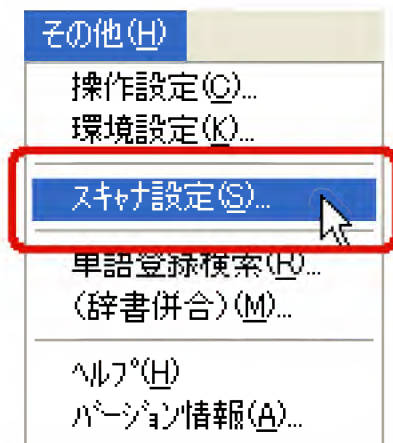 その他(H)
操作設定(O)...
環境設定(K)...
スキャナ設定(S)...
単語登録検索(R)...
(辞書併合)(M)...
ヘルプ(H)
バージョン情報(A)...